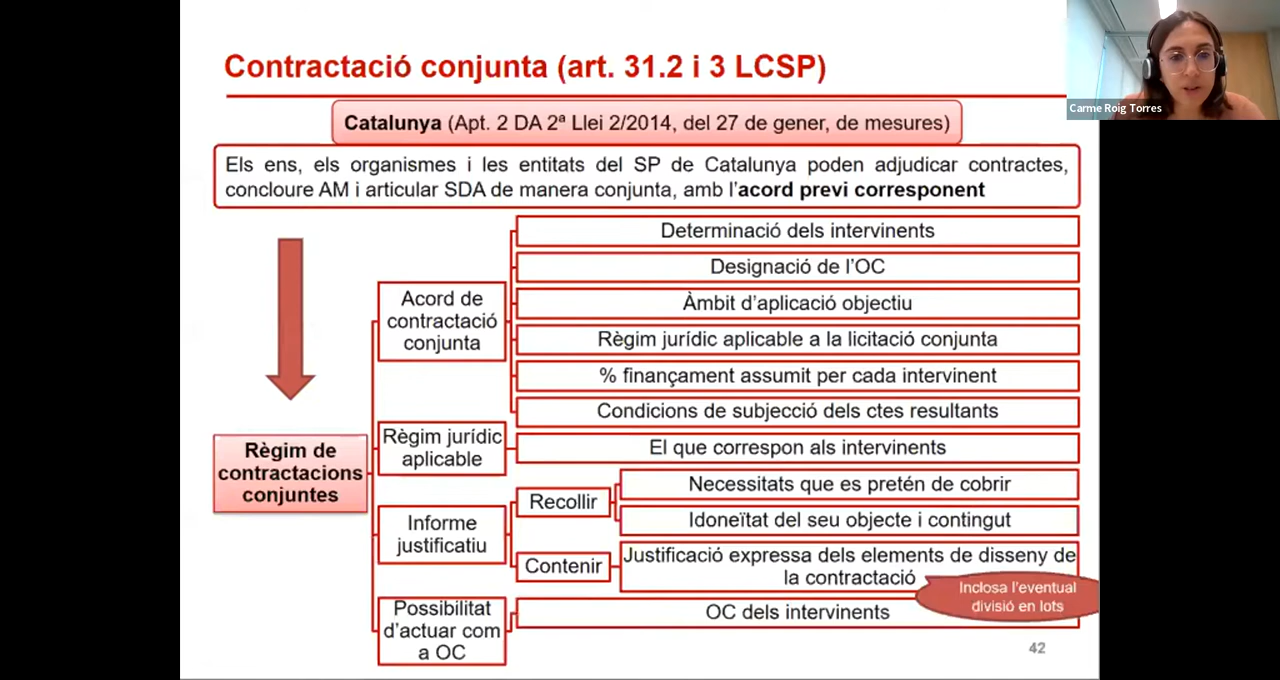 Contractació conjunta (art. 31.2 i 3 LCSP)
Carme Roig Torres
Catalunya (Apt. 2 DA 2ª Llei 2/2014, del 27 de gener, de mesures)
Els ens, els organismes i les entitats del SP de Catalunya poden adjudicar contractes,
concloure AM i articular SDA de manera conjunta, amb l'acord previ corresponent
Règim de
contractacions
conjuntes
Acord de
contractació
conjunta
Determinació dels intervinents
Designació de l'OC
Àmbit d'aplicació objectiu
Règim jurídic aplicable a la licitació conjunta
% finançament assumit per cada intervinent
Condicions de subjecció dels ctes resultants
Règim jurídic
aplicable
El que correspon als intervinents
Informe
justificatiu
Recollir
Necessitats que es pretén de cobrir
Idoneïtat del seu objecte i contingut
Contenir
Justificació expressa dels elements de disseny de
la contractació
Inclosa l'eventual
divisió en lots
Possibilitat
d'actuar com
a OC
OC dels intervinents
42